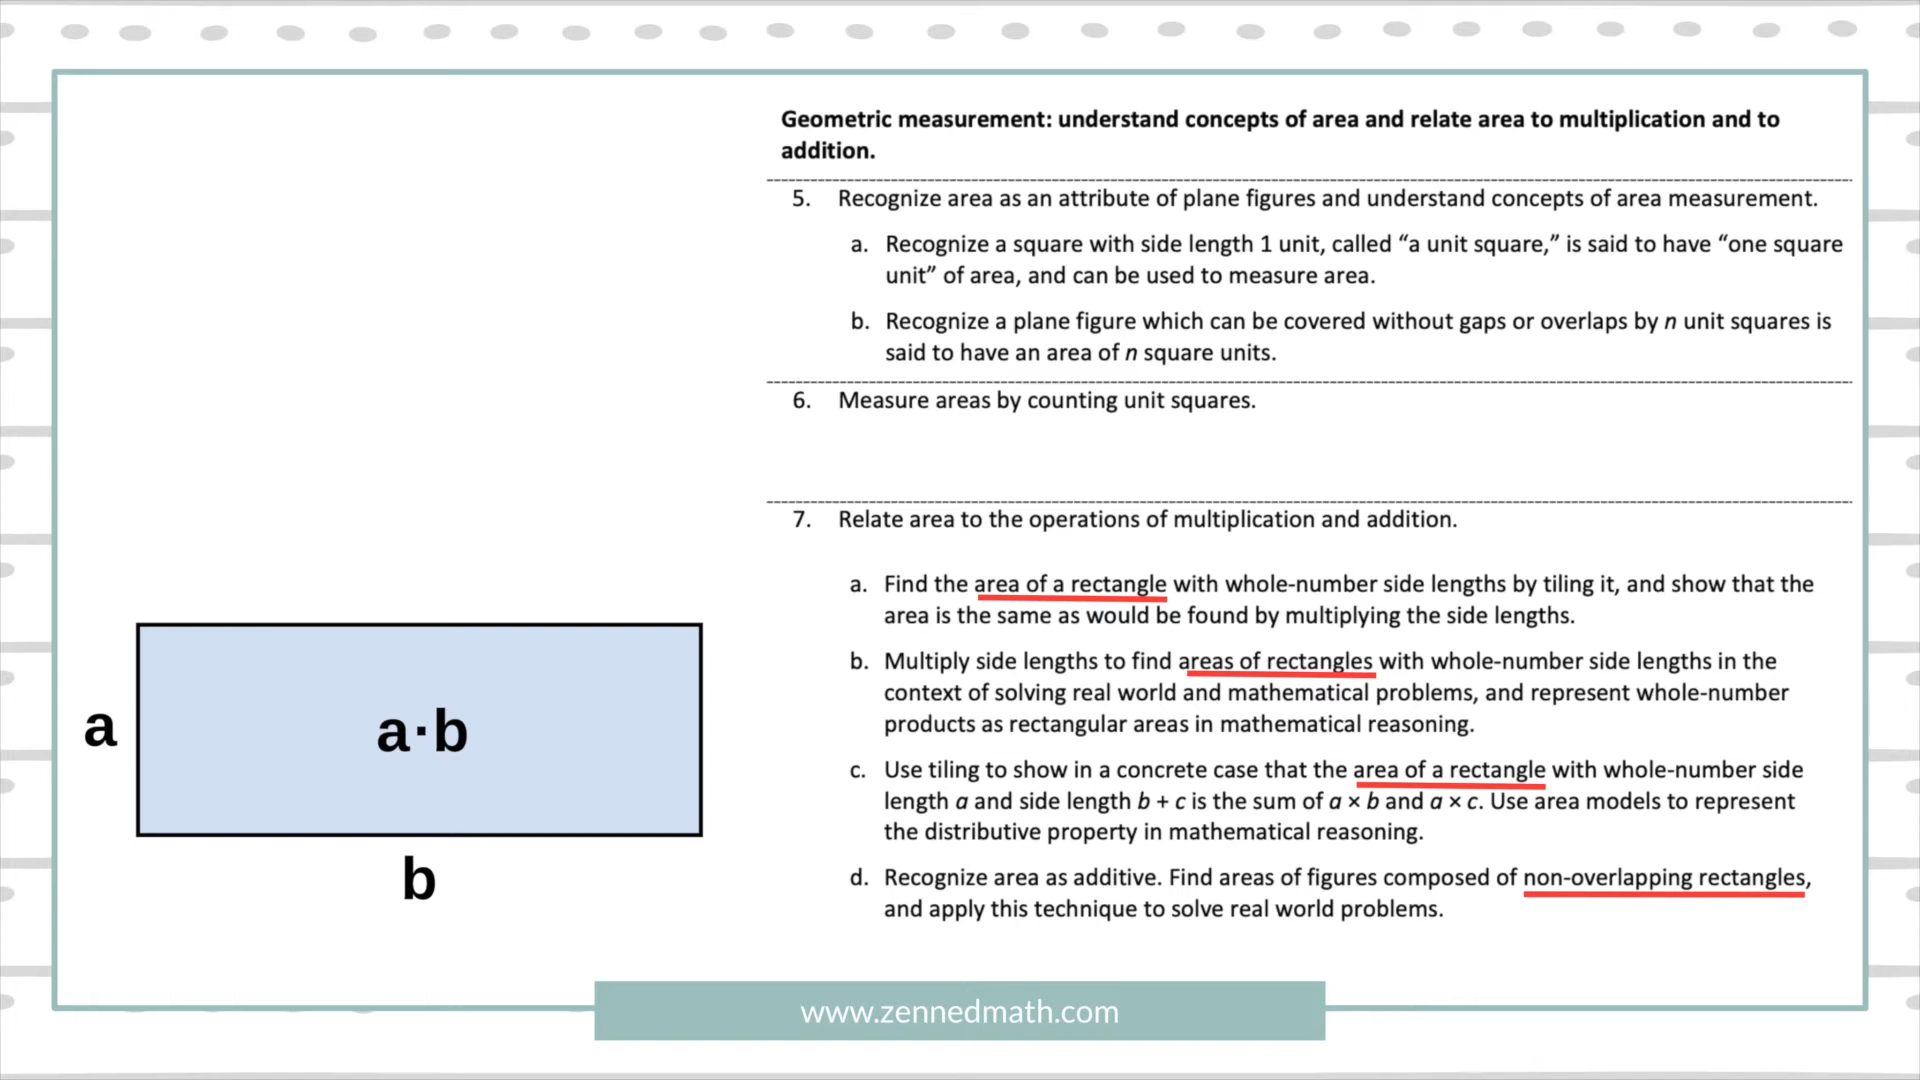 Geometric measurement: understand concepts of area and relate area to multiplication and to
addition.
5. Recognize area as an attribute of plane figures and understand concepts of area measurement.
a. Recognize a square with side length 1 unit, called “a unit square,” is said to have “one square
unit” of area, and can be used to measure area.
b. Recognize a plane figure which can be covered without gaps or overlaps by n unit squares is
said to have an area of n square units.
6. Measure areas by counting unit squares.
7. Relate area to the operations of multiplication and addition.
a. Find the area of a rectangle with whole-number side lengths by tiling it, and show that the
area is the same as would be found by multiplying the side lengths.
b. Multiply side lengths to find areas of rectangles with whole-number side lengths in the
context of solving real world and mathematical problems, and represent whole-number
products as rectangular areas in mathematical reasoning.
c. Use tiling to show in a concrete case that the area of a rectangle with whole-number side
length a and side length b + c is the sum of a × b and a × c. Use area models to represent
the distributive property in mathematical reasoning.
d. Recognize area as additive. Find areas of figures composed of non-overlapping rectangles,
and apply this technique to solve real world problems.
a
a·b
b
www.zennedmath.com